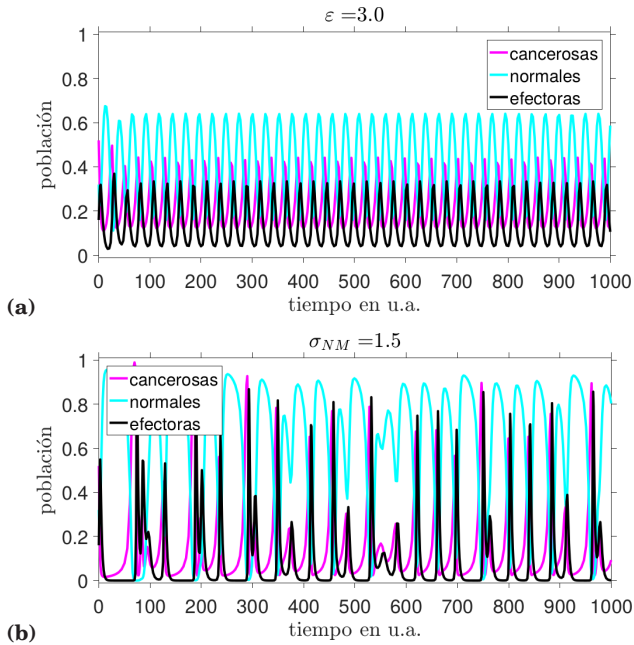 ε =3.0
1
0.8
0.6
0.4
0.2
0
población
cancerosas
normales
efectoras
0 100 200 300 400 500 600 700 800 900 1000
tiempo en u.a.
(a)
σNM =1.5
1
0.8
0.6
0.4
0.2
0
población
cancerosas
normales
efectoras
0 100 200 300 400 500 600 700 800 900 1000
tiempo en u.a.
(b)